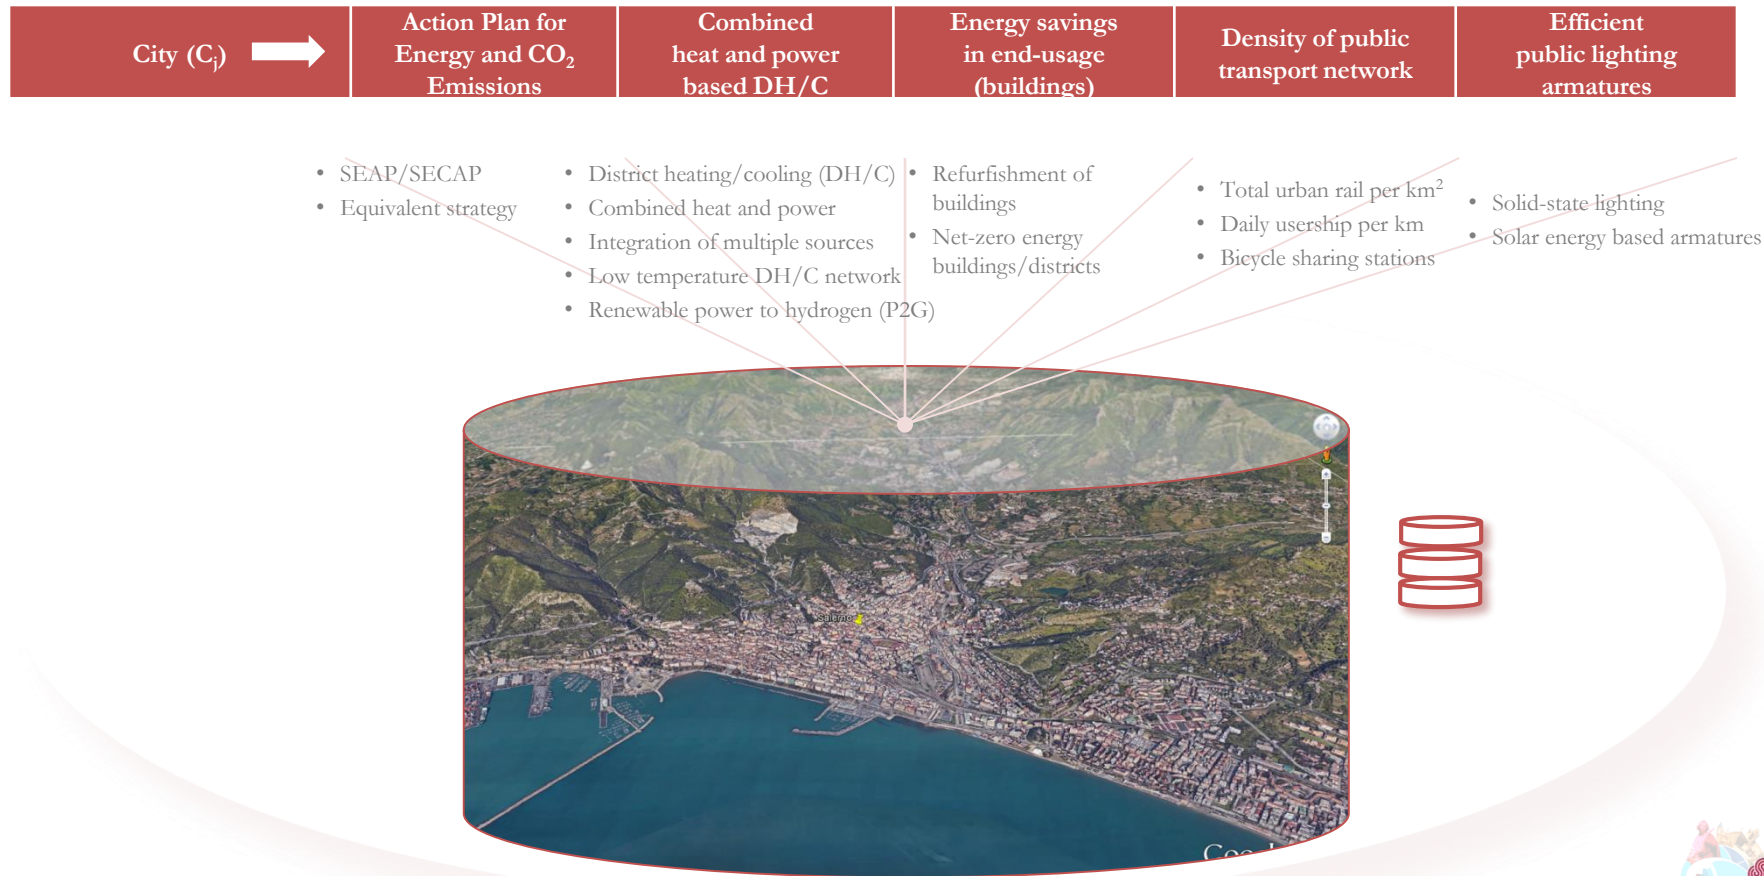 City (Cj)
Action Plan for
Energy and CO2
Emissions
Combined
heat and power
based DH/C
Energy savings
in end-usage
(buildings)
Density of public
transport network
Efficient
public lighting
armatures
• SEAP/SECAP
• Equivalent strategy
• District heating/cooling (DH/C)
• Combined heat and power
• Integration of multiple sources
• Low temperature DH/C network
• Renewable power to hydrogen (P2G)
• Refurfishment of
buildings
• Net-zero energy
buildings/districts
• Total urban rail per km²
• Daily usership per km
• Bicycle sharing stations
• Solid-state lighting
• Solar energy based armatures
Salerno